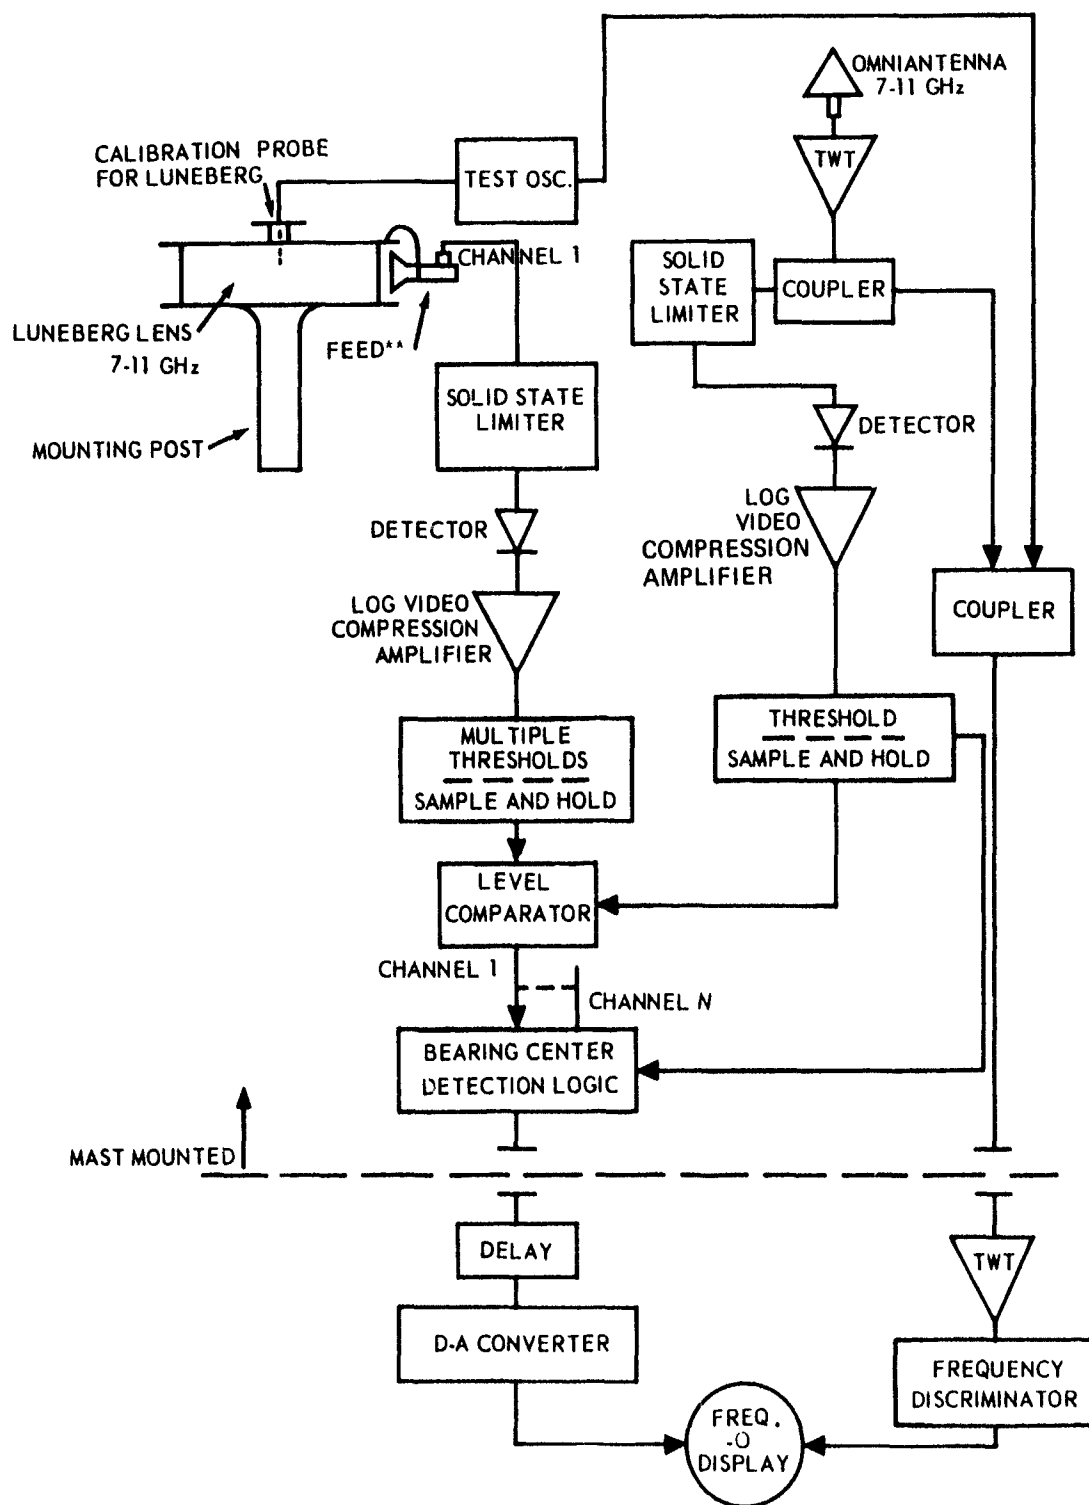 OMNIANTENNA
7-11 GHz
TWT
CALIBRATION PROBE
FOR LUNEBERG
TEST OSC.
CHANNEL 1
SOLID
STATE
LIMITER
COUPLER
LUNEBERG LENS
7-11 GHz
FEED**
SOLID STATE
LIMITER
MOUNTING POST
DETECTOR
LOG
VIDEO
COMPRESSION
AMPLIFIER
DETECTOR
COUPLER
LOG VIDEO
COMPRESSION
AMPLIFIER
THRESHOLD
SAMPLE AND HOLD
MULTIPLE
THRESHOLDS
SAMPLE AND HOLD
LEVEL
COMPARATOR
CHANNEL 1
CHANNEL N
BEARING CENTER
DETECTION LOGIC
MAST MOUNTED
DELAY
TWT
D-A CONVERTER
FREQUENCY
DISCRIMINATOR
FREQ.
-O
DISPLAY